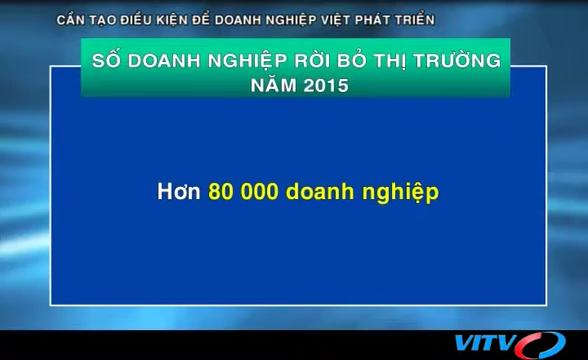 CẦN TẠO ĐIỀU KIỆN ĐỂ DOANH NGHIỆP VIỆT PHÁT TRIỂN
SỐ DOANH NGHIỆP RỜI BỎ THỊ TRƯỜNG
NĂM 2015
Hơn 80 000 doanh nghiệp
VITV